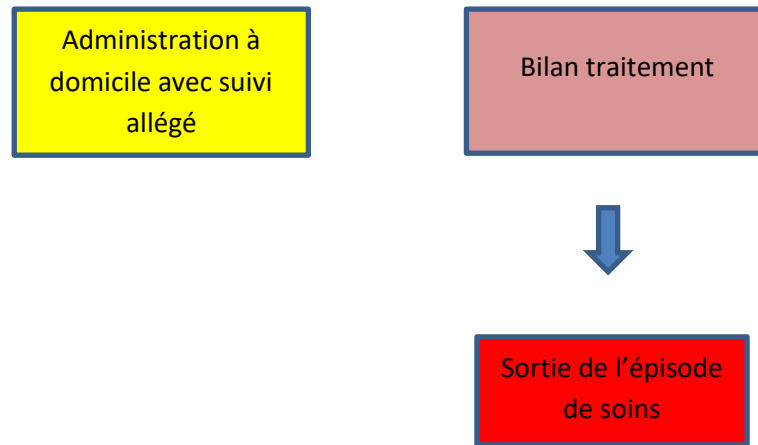 Administration à
domicile avec suivi
allégé
Bilan traitement
Sortie de l’épisode
de soins